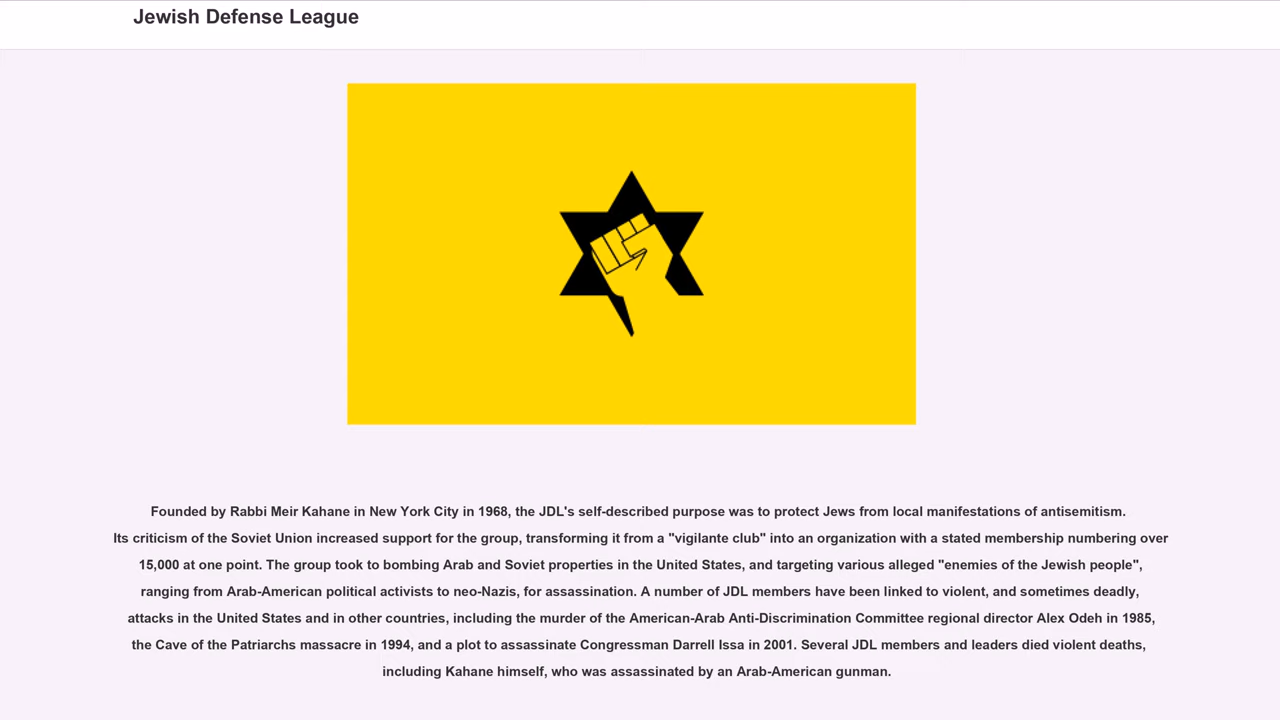 Jewish Defense League
Founded by Rabbi Meir Kahane in New York City in 1968, the JDL's self-described purpose was to protect Jews from local manifestations of antisemitism.
Its criticism of the Soviet Union increased support for the group, transforming it from a "vigilante club" into an organization with a stated membership numbering over
15,000 at one point. The group took to bombing Arab and Soviet properties in the United States, and targeting various alleged "enemies of the Jewish people",
ranging from Arab-American political activists to neo-Nazis, for assassination. A number of JDL members have been linked to violent, and sometimes deadly,
attacks in the United States and in other countries, including the murder of the American-Arab Anti-Discrimination Committee regional director Alex Odeh in 1985,
the Cave of the Patriarchs massacre in 1994, and a plot to assassinate Congressman Darrell Issa in 2001. Several JDL members and leaders died violent deaths,
including Kahane himself, who was assassinated by an Arab-American gunman.